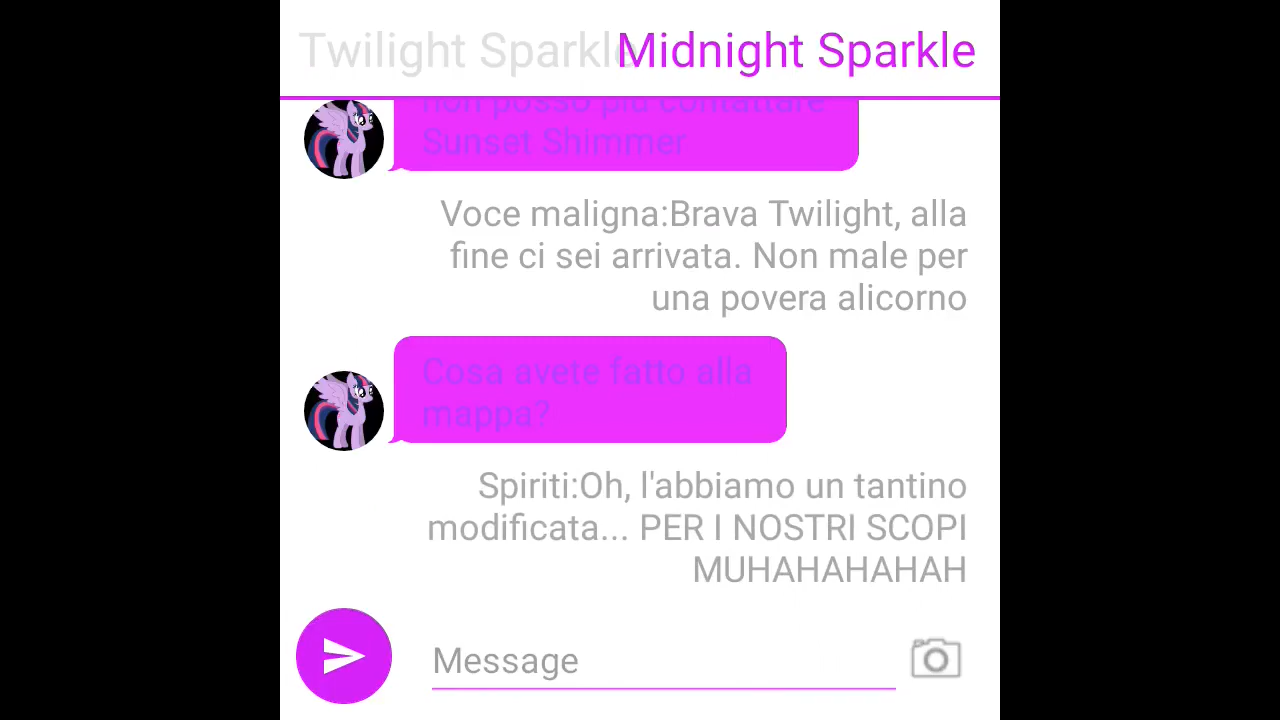 Twilight Sparkle Midnight Sparkle
non posso più contattare
Sunset Shimmer
Voce maligna:Brava Twilight, alla
fine ci sei arrivata. Non male per
una povera alicorno
Cosa avete fatto alla
mappa?
Spiriti:Oh, l'abbiamo un tantino
modificata... PER I NOSTRI SCOPI
MUHAHAHAHAH
Message